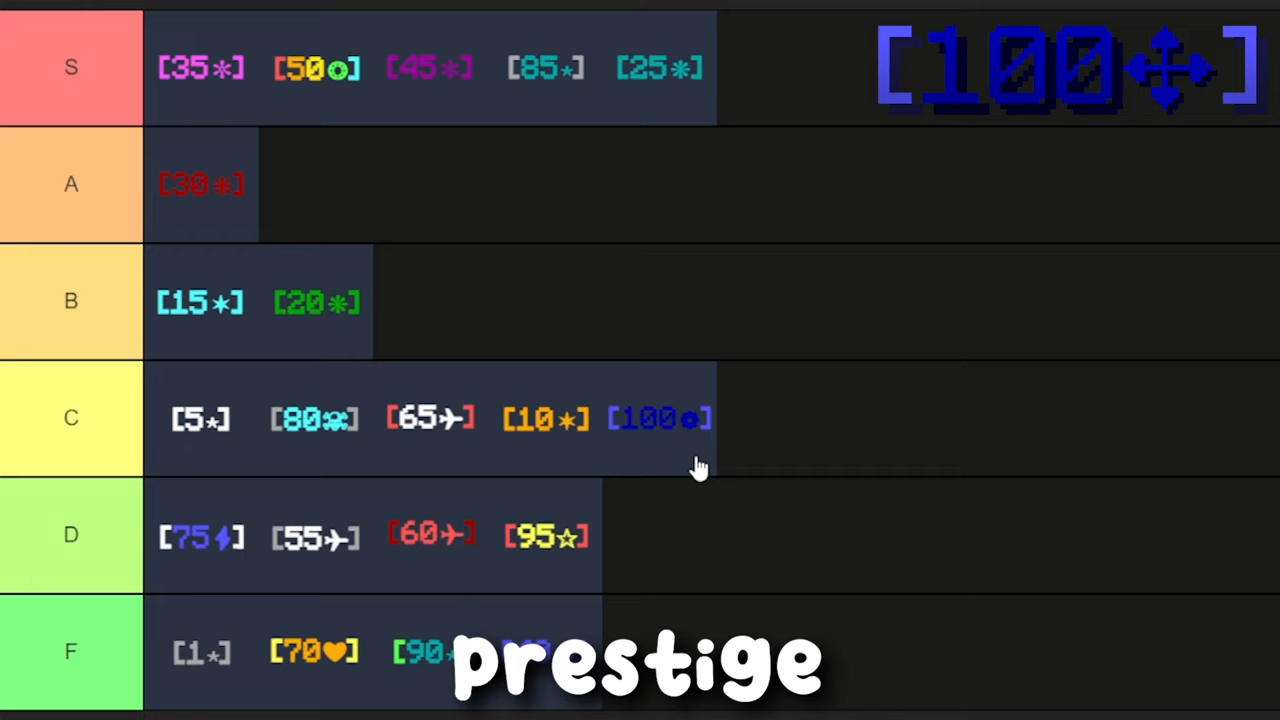 S [35✻] [50❂] [45✻] [85⋆] [25✻] [100✥]
A [30✻]
B [15✶] [20✻]
C [5⋆] [80☠] [65✈] [10✶] [100✿]
D [75⚡] [55✈] [60✈] [95☆]
F [1⋆] [70❤] [90
prestige